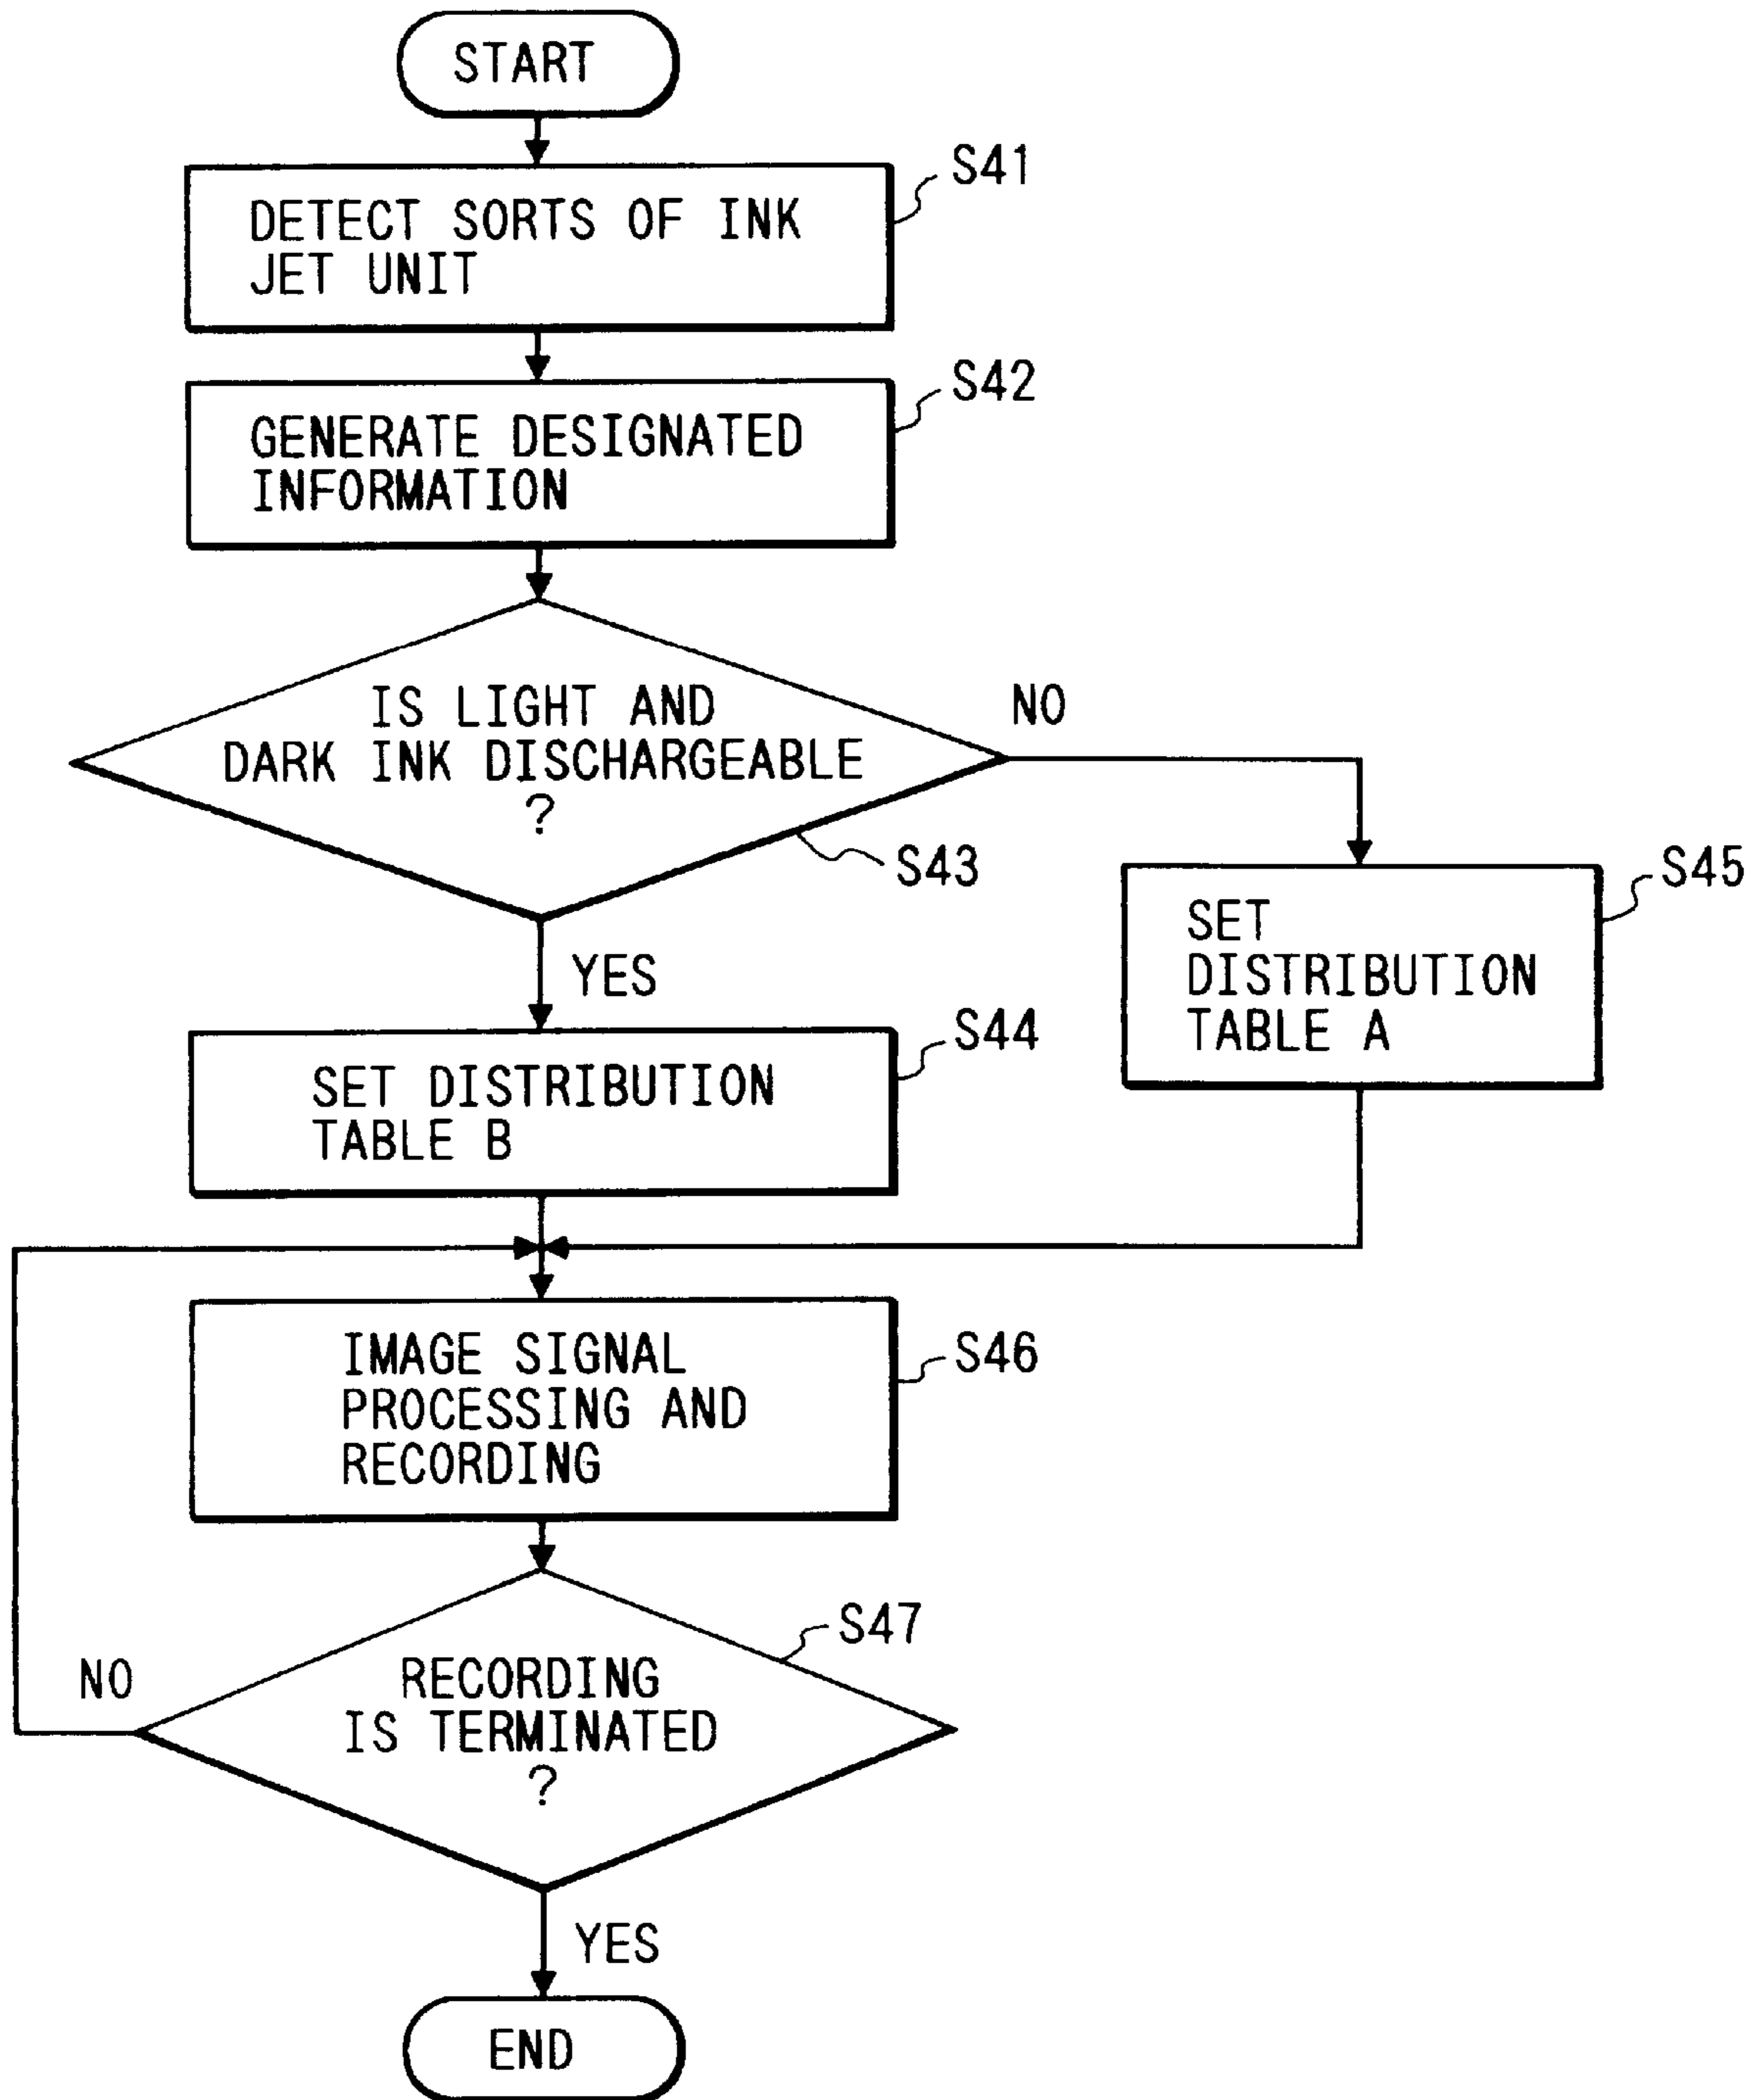 START
S41
DETECT SORTS OF INK
JET UNIT
S42
GENERATE DESIGNATED
INFORMATION
IS LIGHT AND
DARK INK DISCHARGEABLE
?
NO
S43
YES
S45
SET
DISTRIBUTION
TABLE A
S44
SET DISTRIBUTION
TABLE B
S46
IMAGE SIGNAL
PROCESSING AND
RECORDING
S47
NO
RECORDING
IS TERMINATED
?
YES
END